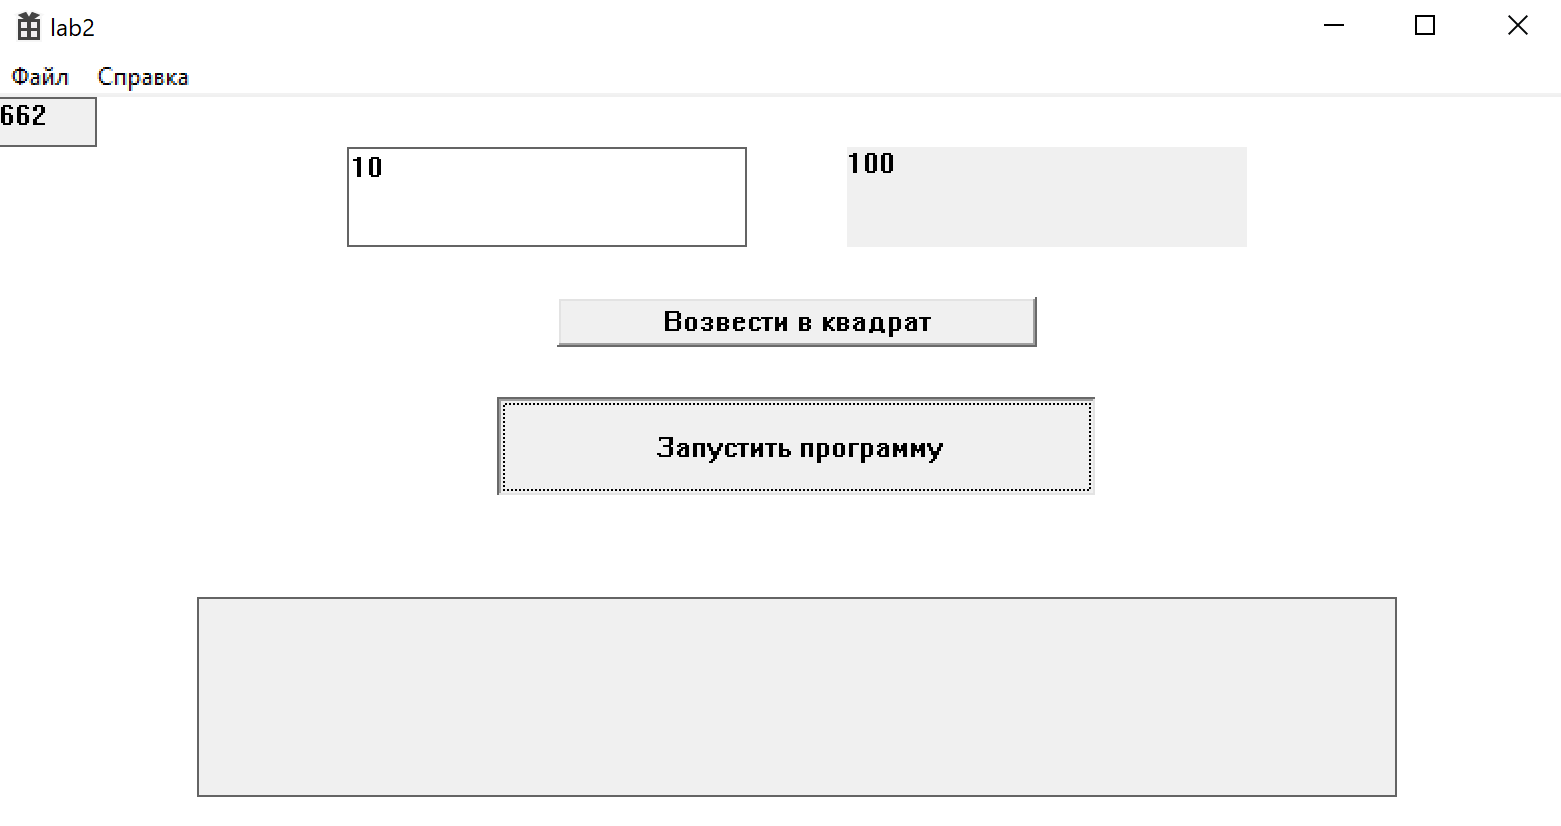 lab2
Файл Справка
662
10 100
Возвести в квадрат
Запустить программу